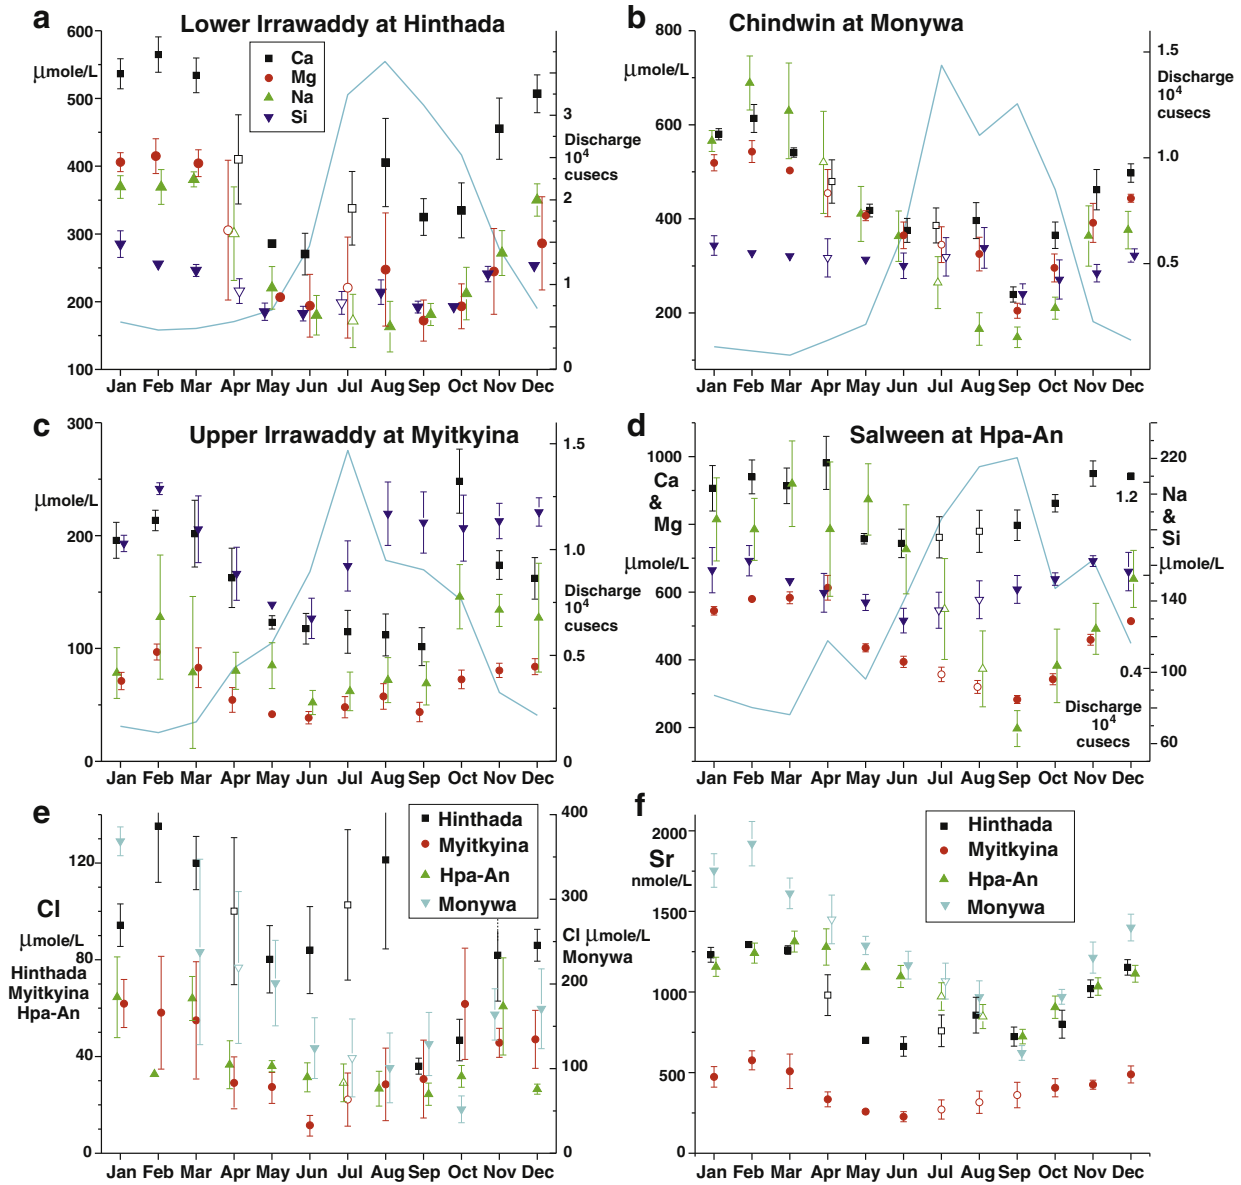 a
Lower Irrawaddy at Hinthada
600
500
400
300
200
100
μmole/L
Ca
Mg
Na
Si
3
2
1
0
Discharge
10⁴
cusecs
Jan Feb Mar Apr May Jun Jul Aug Sep Oct Nov Dec
b
Chindwin at Monywa
800
600
400
200
μmole/L
1.5
1.0
0.5
Discharge
10⁴
cusecs
Jan Feb Mar Apr May Jun Jul Aug Sep Oct Nov Dec
c
Upper Irrawaddy at Myitkyina
300
200
100
0
μmole/L
1.5
1.0
0.5
0
Discharge
10⁴
cusecs
Jan Feb Mar Apr May Jun Jul Aug Sep Oct Nov Dec
d
Salween at Hpa-An
1000
600
400
200
Ca
&
Mg
μmole/L
220
140
100
60
Na
&
Si
μmole/L
1.2
0.4
Discharge
10⁴
cusecs
Jan Feb Mar Apr May Jun Jul Aug Sep Oct Nov Dec
e
120
80
40
0
Cl
μmole/L
Hinthada
Myitkyina
Hpa-An
Hinthada
Myitkyina
Hpa-An
Monywa
400
300
200
100
0
Cl μmole/L
Monywa
Jan Feb Mar Apr May Jun Jul Aug Sep Oct Nov Dec
f
2000
1500
1000
500
0
Sr
nmole/L
Hinthada
Myitkyina
Hpa-An
Monywa
Jan Feb Mar Apr May Jun Jul Aug Sep Oct Nov Dec